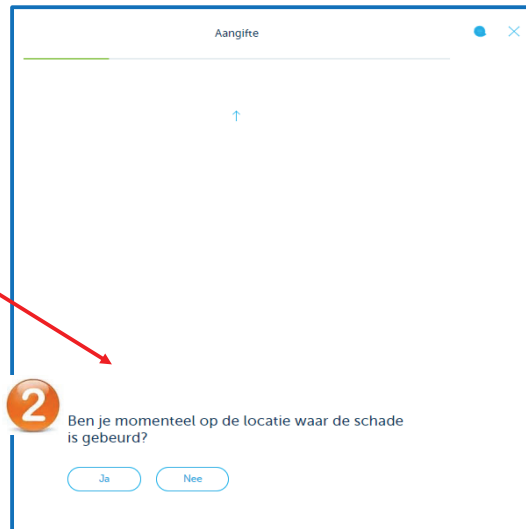 Aangifte
2
Ben je momenteel op de locatie waar de schade
is gebeurd?
Ja Nee